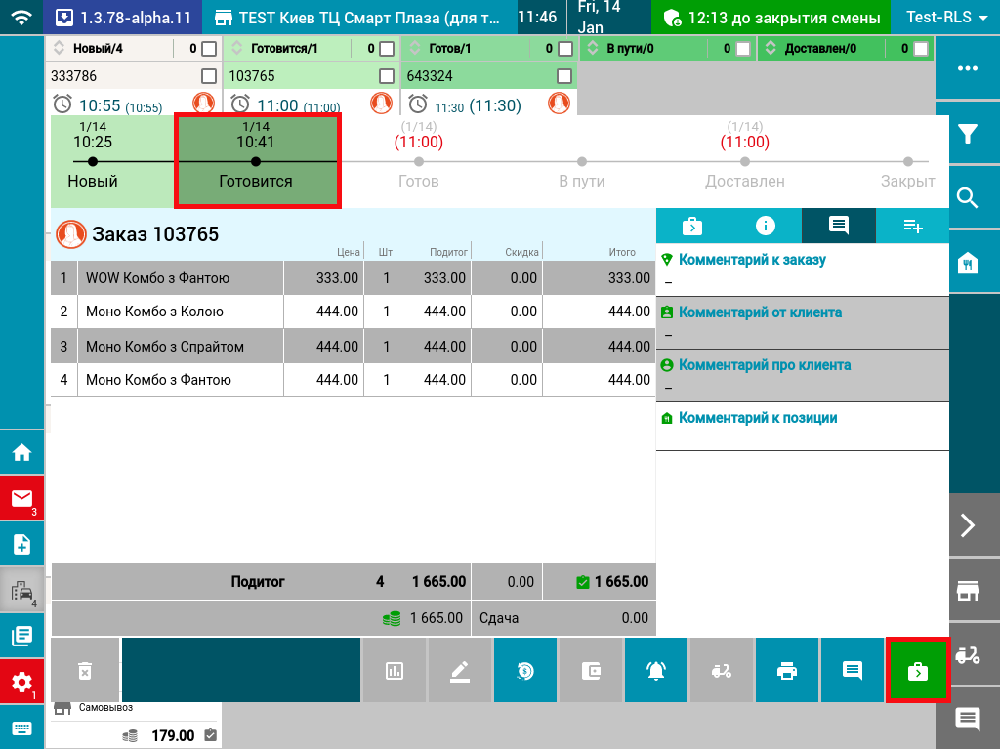 1.3.78-alpha.11
TEST Киев ТЦ Смарт Плаза (для т...
11:46
Fri, 14 Jan
12:13 до закрытия смены
Test-RLS
Новый/4 0
Готовится/1 0
Готов/1 0
В пути/0 0
Доставлен/0 0
333786
103765
643324
10:55 (10:55)
11:00 (11:00)
11:30 (11:30)
1/14
10:25
Новый
1/14
10:41
Готовится
(1/14)
(11:00)
Готов
В пути
(1/14)
(11:00)
Доставлен
Закрыт
Заказ 103765
Цена Шт Подитог Скидка Итого
1 WOW Комбо з Фантою 333.00 1 333.00 0.00 333.00
2 Моно Комбо з Колою 444.00 1 444.00 0.00 444.00
3 Моно Комбо з Спрайтом 444.00 1 444.00 0.00 444.00
4 Моно Комбо з Фантою 444.00 1 444.00 0.00 444.00
Комментарий к заказу
–
Комментарий от клиента
–
Комментарий про клиента
–
Комментарий к позиции
Подитог 4 1 665.00 0.00 1 665.00
1 665.00 Сдача 0.00
3
4
1
Самовывоз
179.00